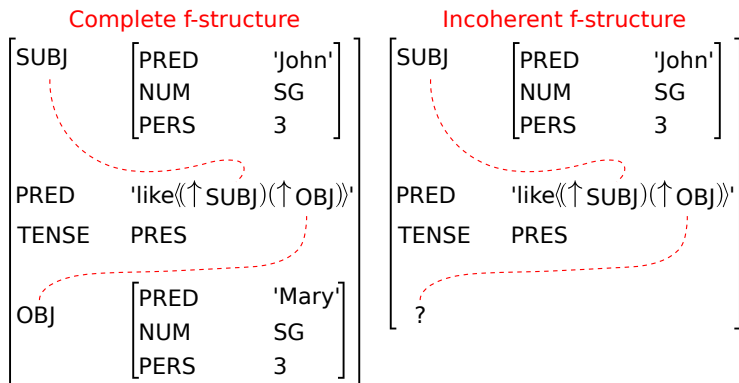 Complete f-structure
SUBJ [PRED 'John'
NUM SG
PERS 3]
PRED 'like⟪(↑SUBJ)(↑OBJ)⟫'
TENSE PRES
OBJ [PRED 'Mary'
NUM SG
PERS 3]
Incoherent f-structure
SUBJ [PRED 'John'
NUM SG
PERS 3]
PRED 'like⟪(↑SUBJ)(↑OBJ)⟫'
TENSE PRES
?